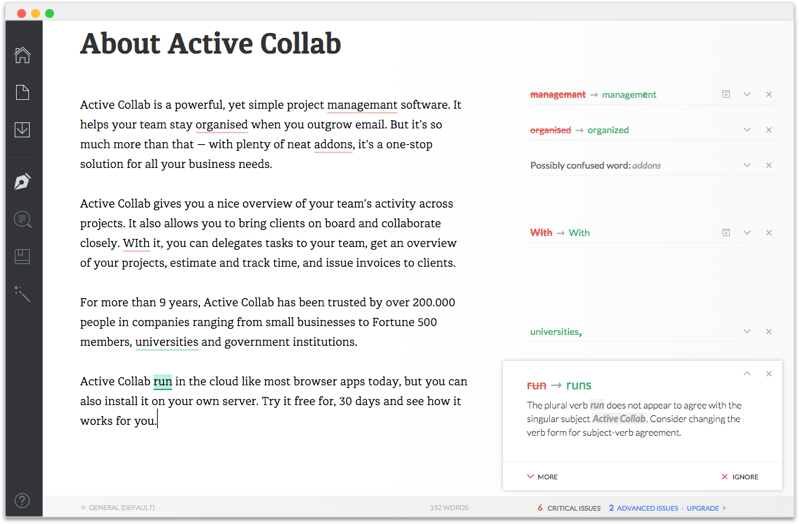 About Active Collab
Active Collab is a powerful, yet simple project managemant software. It
helps your team stay organised when you outgrow email. But it's so
much more than that — with plenty of neat addons, it's a one-stop
solution for all your business needs.
Active Collab gives you a nice overview of your team's activity across
projects. It also allows you to bring clients on board and collaborate
closely. WIth it, you can delegates tasks to your team, get an overview
of your projects, estimate and track time, and issue invoices to clients.
For more than 9 years, Active Collab has been trusted by over 200.000
people in companies ranging from small businesses to Fortune 500
members, universities and government institutions.
Active Collab run in the cloud like most browser apps today, but you can
also install it on your own server. Try it free for, 30 days and see how it
works for you.
managemant → management
organised → organized
Possibly confused word: addons
WIth → With
universities,
run → runs
The plural verb run does not appear to agree with the
singular subject Active Collab. Consider changing the
verb form for subject-verb agreement.
MORE
IGNORE
GENERAL (DEFAULT)
152 WORDS
6 CRITICAL ISSUES
2 ADVANCED ISSUES - UPGRADE >